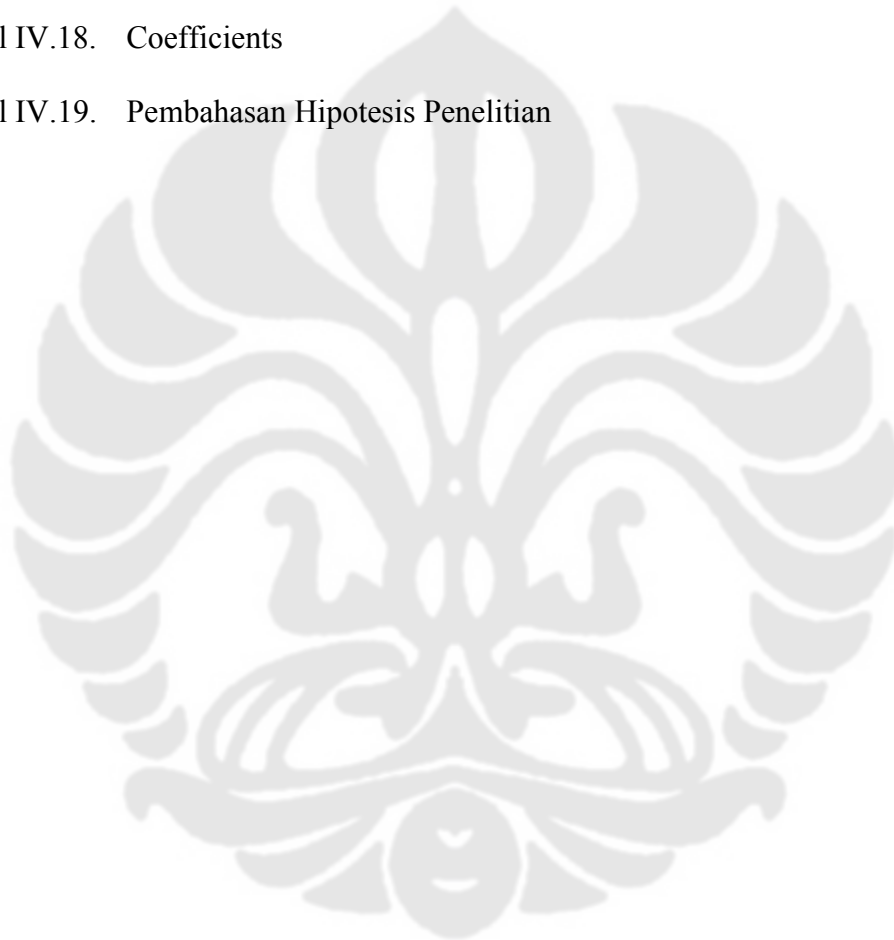 l IV.18. Coefficients
l IV.19. Pembahasan Hipotesis Penelitian